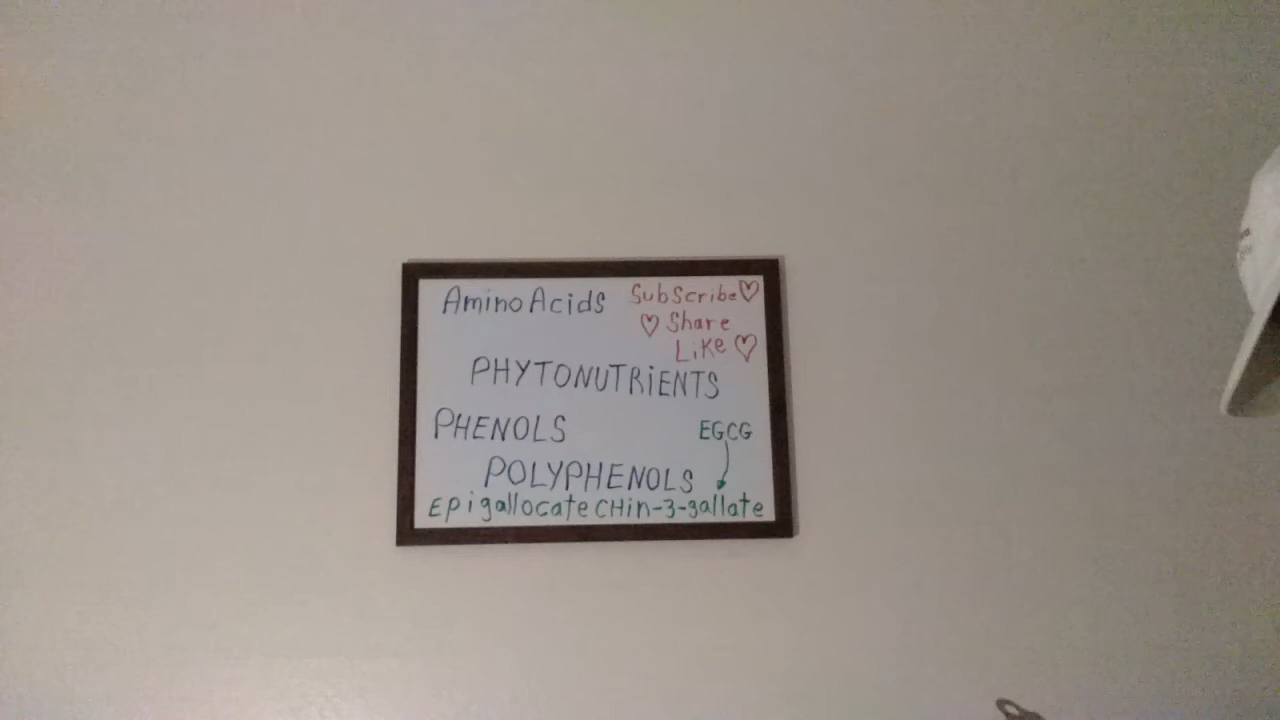 Amino Acids
Subscribe♡
♡ Share
Like ♡
PHYTONUTRiENTS
PHENOLS
EGCG
POLYPHENOLS
EpigallocateCHin-3-gallate